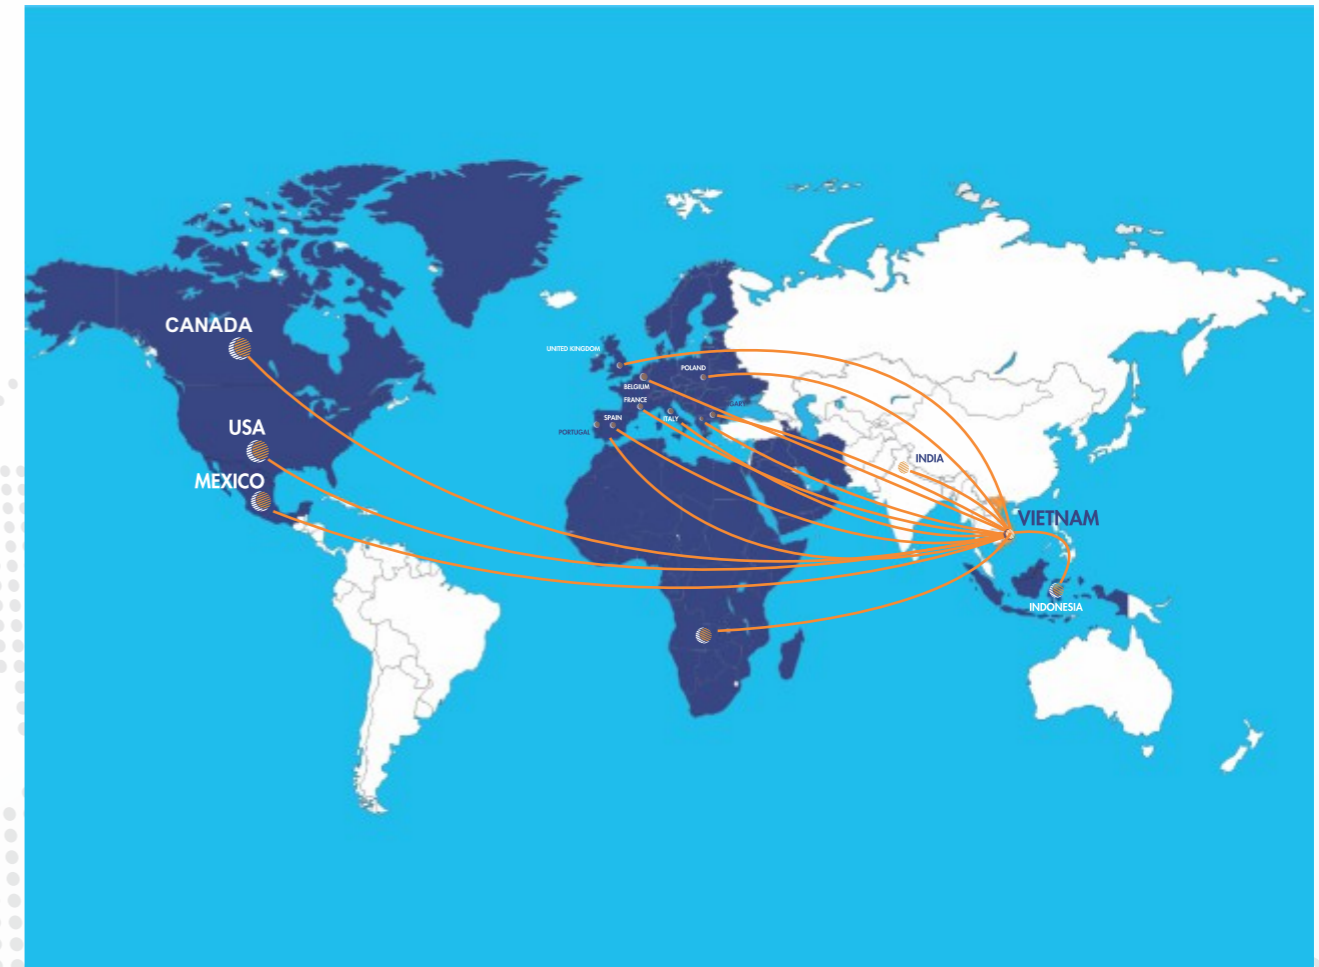 CANADA
UNITED KINGDOM
POLAND
BELGIUM
FRANCE
SPAIN
ITALY
USA
PORTUGAL
INDIA
MEXICO
VIETNAM
INDONESIA